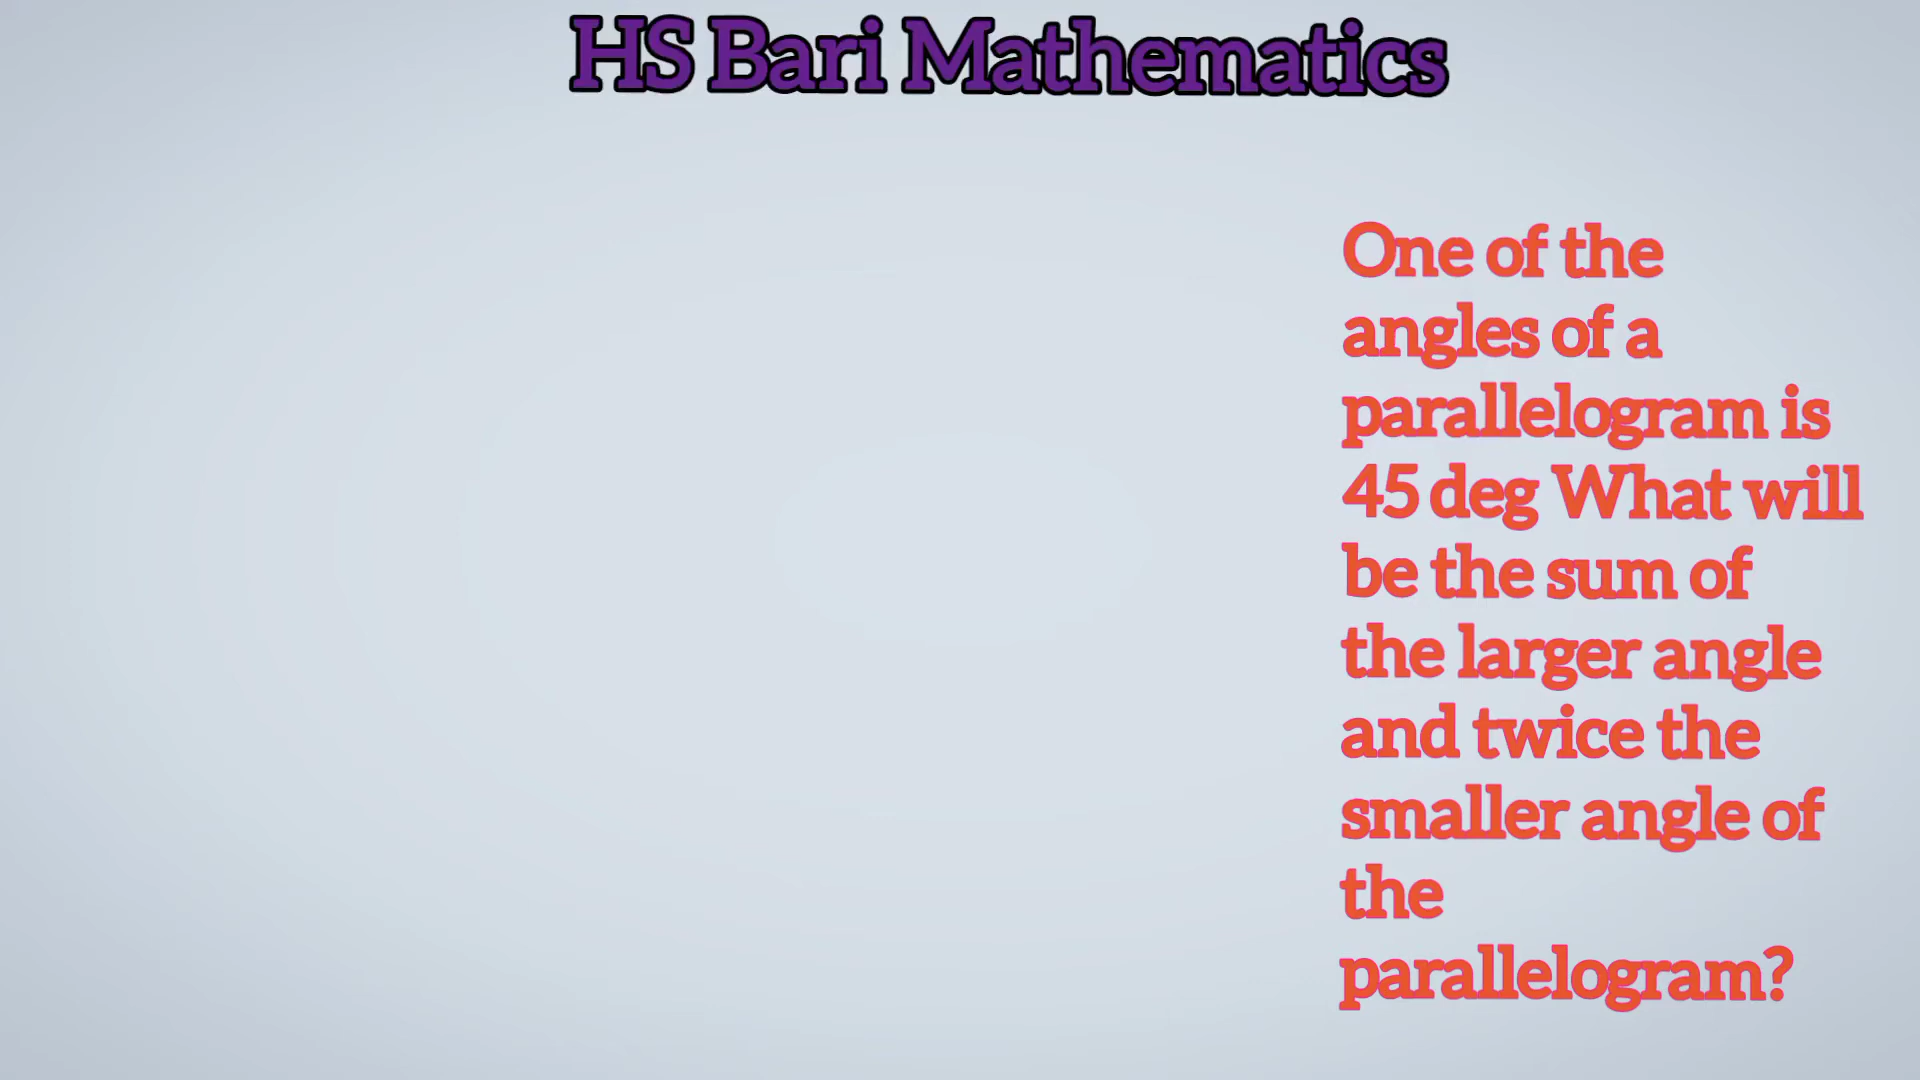 HS Bari Mathematics
One of the
angles of a
parallelogram is
45 deg What will
be the sum of
the larger angle
and twice the
smaller angle of
the
parallelogram?